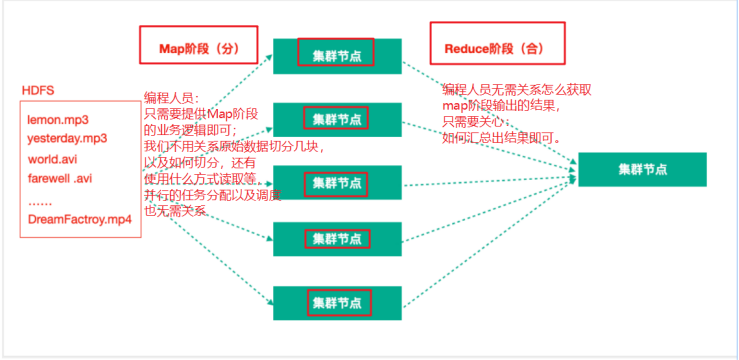 Map阶段（分）
Reduce阶段（合）
HDFS
lemon.mp3
yesterday.mp3
world.avi
farewell .avi
……
DreamFactroy.mp4
编程人员：
只需要提供Map阶段
的业务逻辑即可；
我们不用关系原始数据切分几块，
以及如何切分，还有
使用什么方式读取等，
并行的任务分配以及调度
也无需关系
集群节点
集群节点
集群节点
集群节点
集群节点
编程人员无需关系怎么获取
map阶段输出的结果，
只需要关心：
如何汇总出结果即可。
集群节点